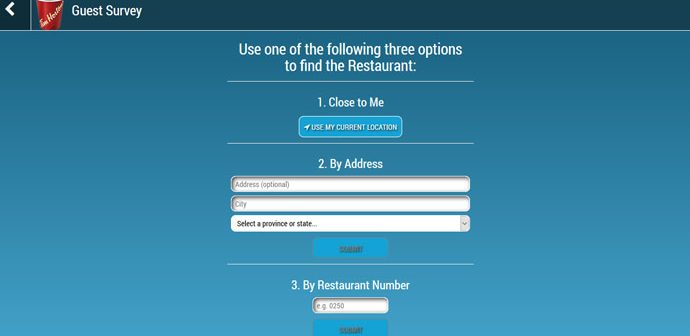 Tim Hortons
Guest Survey
Use one of the following three options
to find the Restaurant:
1. Close to Me
USE MY CURRENT LOCATION
2. By Address
Address (optional)
City
Select a province or state...
SUBMIT
3. By Restaurant Number
e.g. 0250
SUBMIT